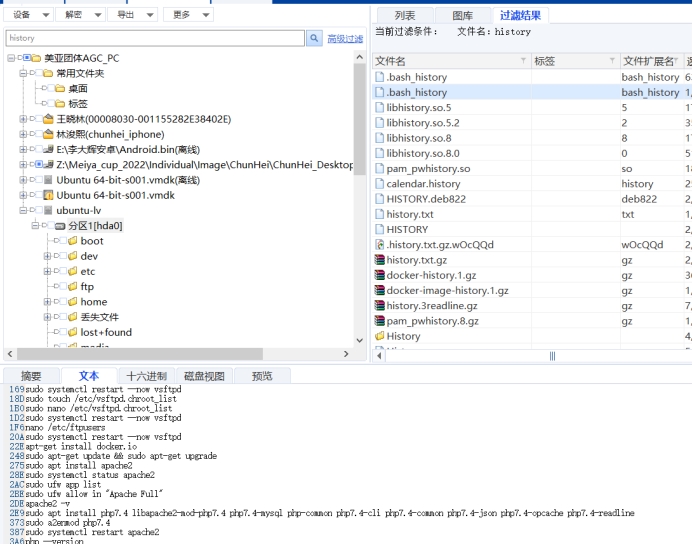 设备 解密 导出 更多
history
高级过滤
美亚团体AGC_PC
常用文件夹
桌面
标签
王晓林(00008030-001155282E38402E)
林浚熙(chunhei_iphone)
E:\李大辉安卓\Android.bin(离线)
Z:\Meiya_cup_2022\Individual\Image\ChunHei\ChunHei_Desktop
Ubuntu 64-bit-s001.vmdk(离线)
Ubuntu 64-bit-s001.vmdk
ubuntu-lv
分区1[hda0]
boot
dev
etc
ftp
home
丢失文件
lost+found
列表 图库 过滤结果
当前过滤条件: 文件名:history
文件名 标签 文件扩展名
.bash_history bash_history
.bash_history bash_history 1,
libhistory.so.5 5
libhistory.so.5.2 2
libhistory.so.8 8
libhistory.so.8.0 0
pam_pwhistory.so so
calendar.history history
HISTORY.deb822 deb822 2,
history.txt txt 1,
HISTORY 2,
.history.txt.gz.wOcQQd wOcQQd 2,
history.txt.gz gz 2,
docker-history.1.gz gz
docker-image-history.1.gz gz 1,
history.3readline.gz gz 7,
pam_pwhistory.8.gz gz 1,
History 4,
摘要 文本 十六进制 磁盘视图 预览
169 sudo systemctl restart --now vsftpd
18D sudo touch /etc/vsftpd.chroot_list
1B0 sudo nano /etc/vsftpd.chroot_list
1D2 sudo systemctl restart --now vsftpd
1F6 nano /etc/ftpusers
20A sudo systemctl restart --now vsftpd
22E apt-get install docker.io
248 sudo apt-get update && sudo apt-get upgrade
275 sudo apt install apache2
28E sudo systemctl status apache2
2AC sudo ufw app list
2BE sudo ufw allow in "Apache Full"
2DE apache2 -v
2E9 sudo apt install php7.4 libapache2-mod-php7.4 php7.4-mysql php-common php7.4-cli php7.4-common php7.4-json php7.4-opcache php7.4-readline
373 sudo a2enmod php7.4
387 sudo systemctl restart apache2
3A6 php --version